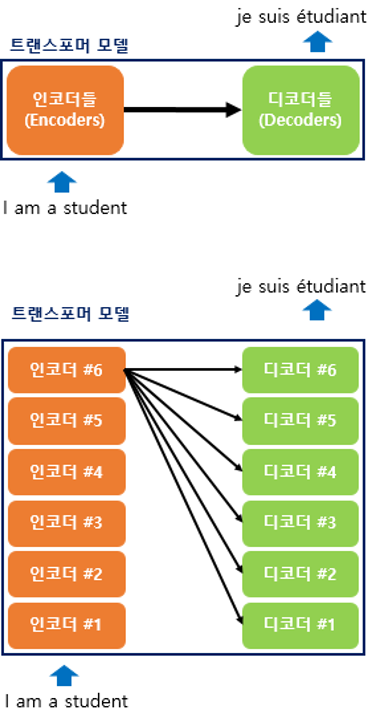 je suis étudiant
트랜스포머 모델
인코더들
(Encoders)
디코더들
(Decoders)
I am a student
je suis étudiant
트랜스포머 모델
인코더 #6
디코더 #6
인코더 #5
디코더 #5
인코더 #4
디코더 #4
인코더 #3
디코더 #3
인코더 #2
디코더 #2
인코더 #1
디코더 #1
I am a student